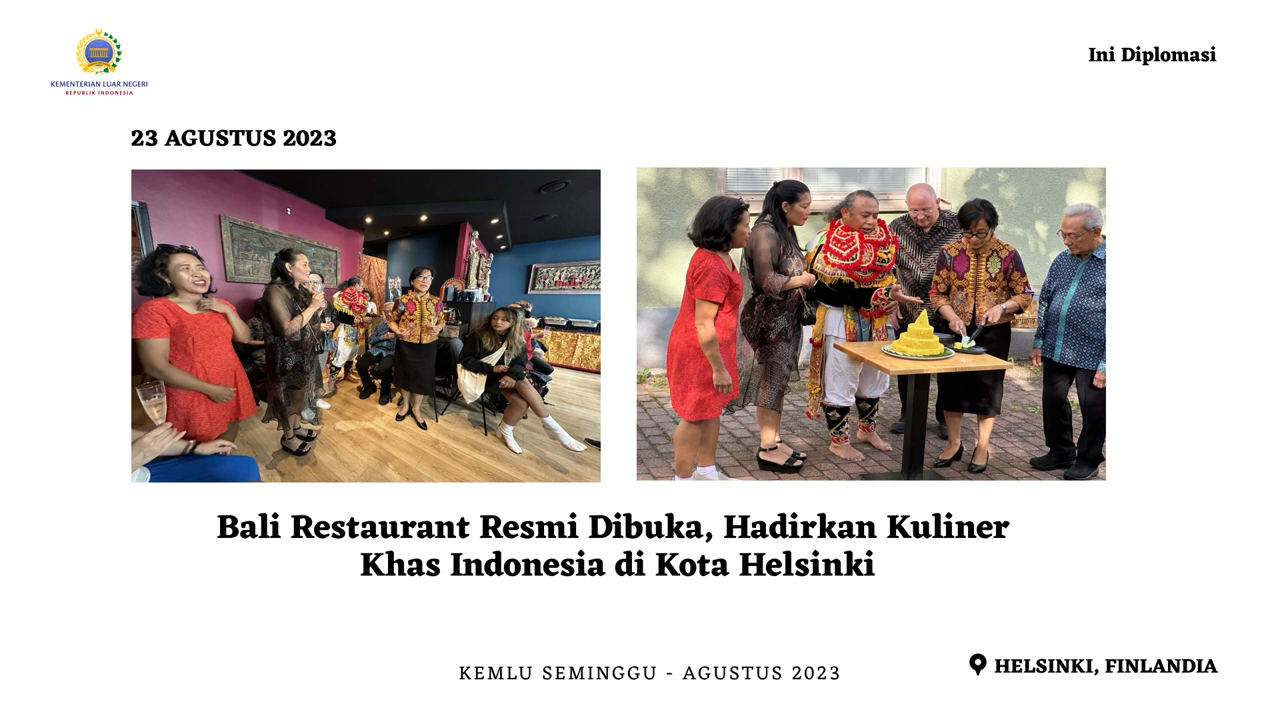 KEMENTERIAN LUAR NEGERI
REPUBLIK INDONESIA
Ini Diplomasi
23 AGUSTUS 2023
Bali Restaurant Resmi Dibuka, Hadirkan Kuliner
Khas Indonesia di Kota Helsinki
KEMLU SEMINGGU - AGUSTUS 2023
HELSINKI, FINLANDIA